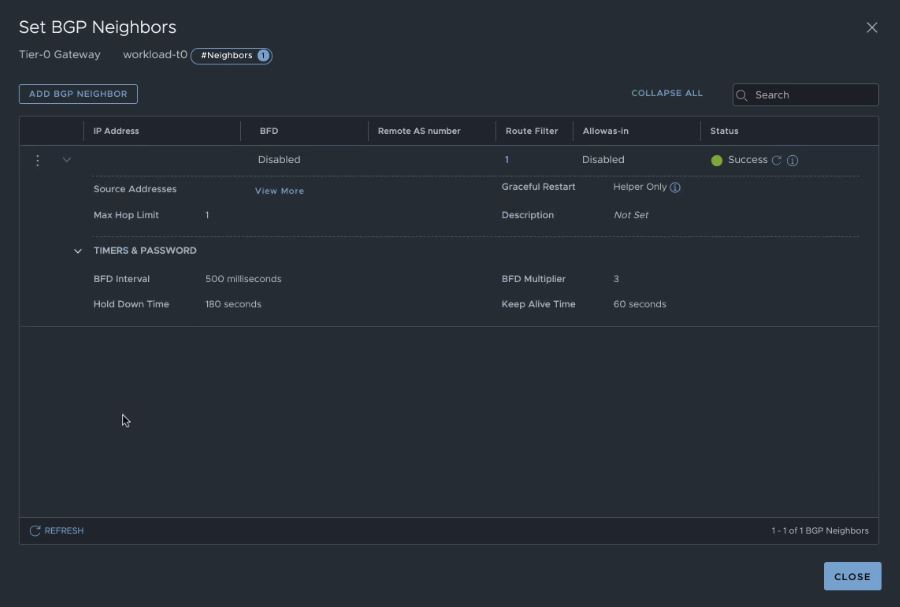 Set BGP Neighbors
Tier-0 Gateway workload-t0 #Neighbors 1
ADD BGP NEIGHBOR COLLAPSE ALL Search
IP Address BFD Remote AS number Route Filter Allowas-in Status
Disabled 1 Disabled Success
Source Addresses View More Graceful Restart Helper Only
Max Hop Limit 1 Description Not Set
TIMERS & PASSWORD
BFD Interval 500 milliseconds BFD Multiplier 3
Hold Down Time 180 seconds Keep Alive Time 60 seconds
REFRESH 1 - 1 of 1 BGP Neighbors
CLOSE